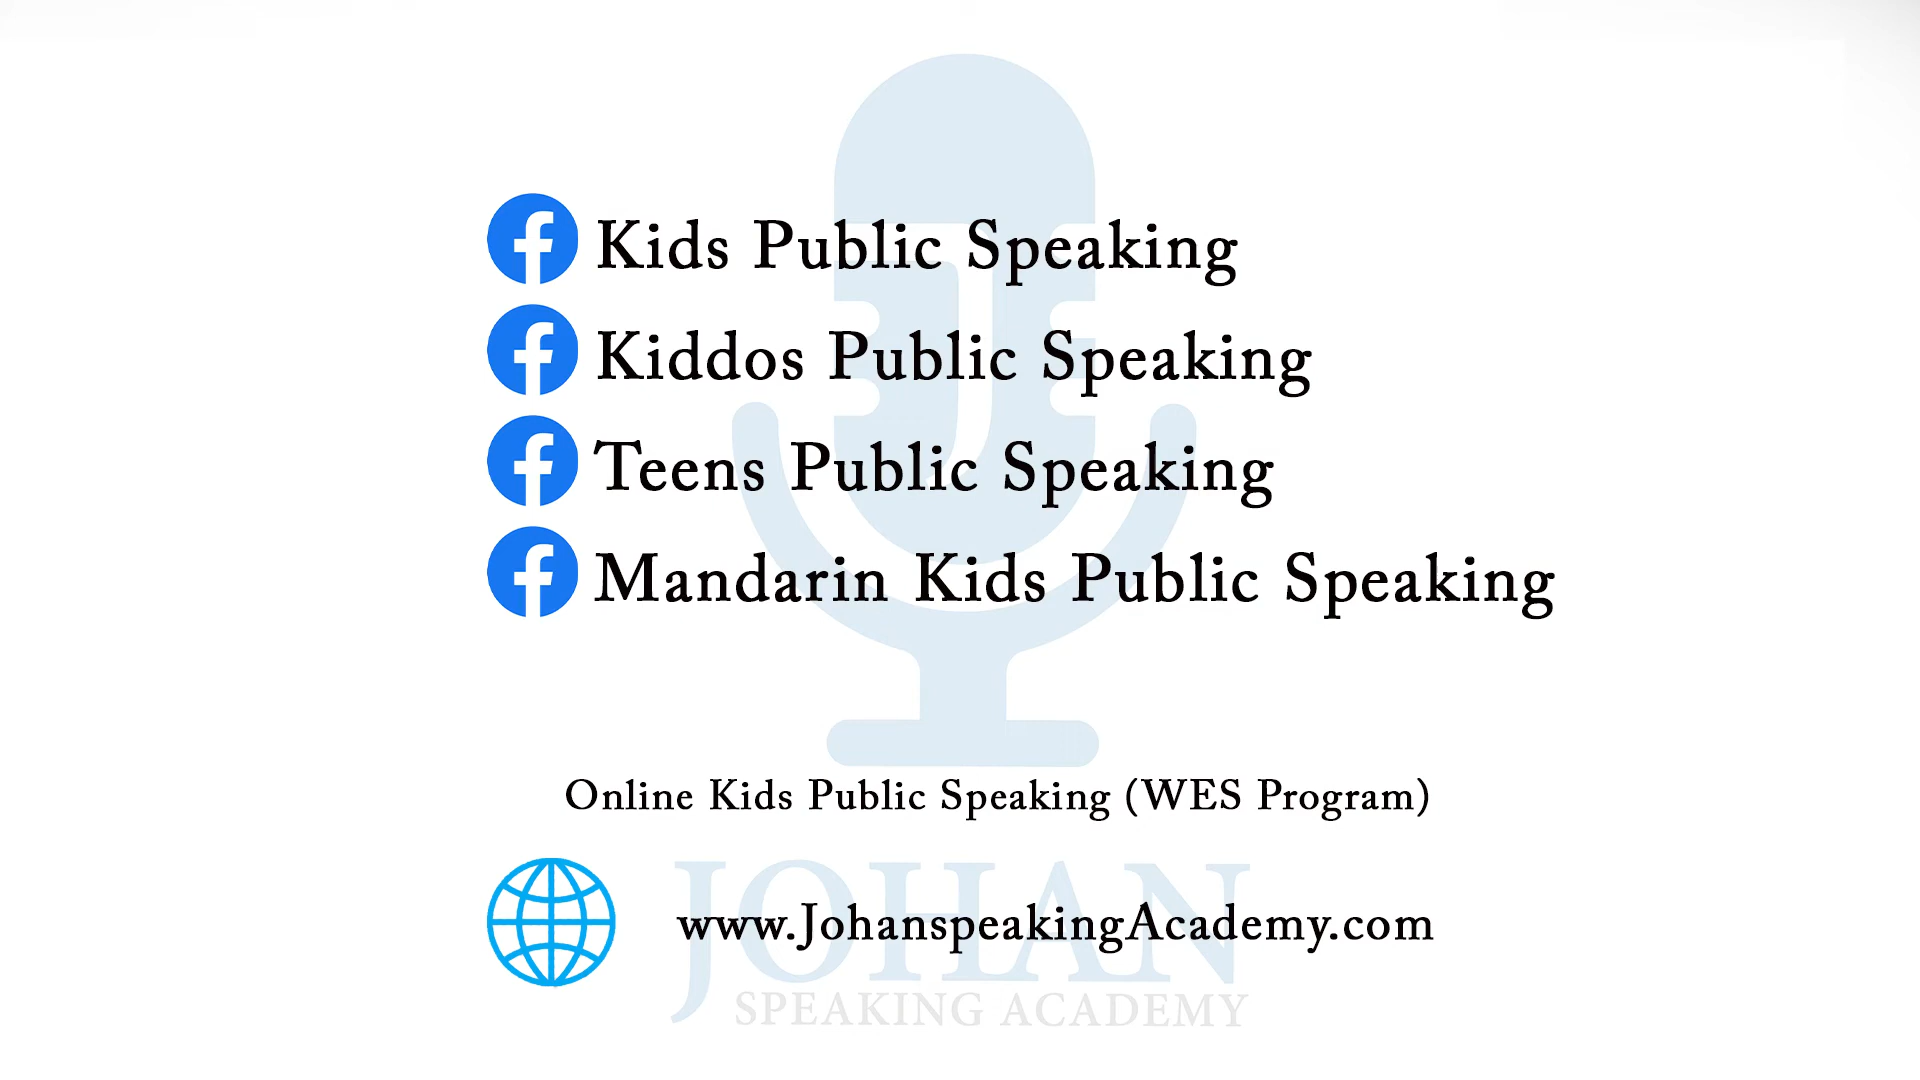 Kids Public Speaking
Kiddos Public Speaking
Teens Public Speaking
Mandarin Kids Public Speaking
Online Kids Public Speaking (WES Program)
www.JohanspeakingAcademy.com
JOHAN
SPEAKING ACADEMY